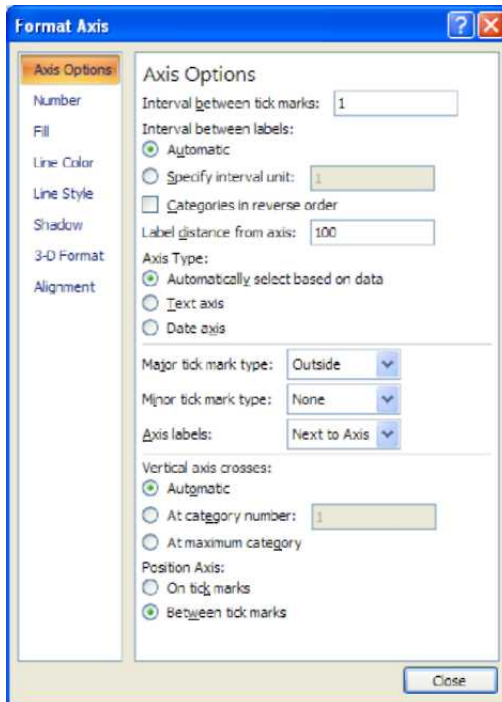 Format Axis
Axis Options
Number
Fill
Line Color
Line Style
Shadow
3-D Format
Alignment
Axis Options
Interval between tick marks: 1
Interval between labels:
Automatic
Specify interval unit: 1
Categories in reverse order
Label distance from axis: 100
Axis Type:
Automatically select based on data
Text axis
Date axis
Major tick mark type: Outside
Minor tick mark type: None
Axis labels: Next to Axis
Vertical axis crosses:
Automatic
At category number: 1
At maximum category
Position Axis:
On tick marks
Between tick marks
Close